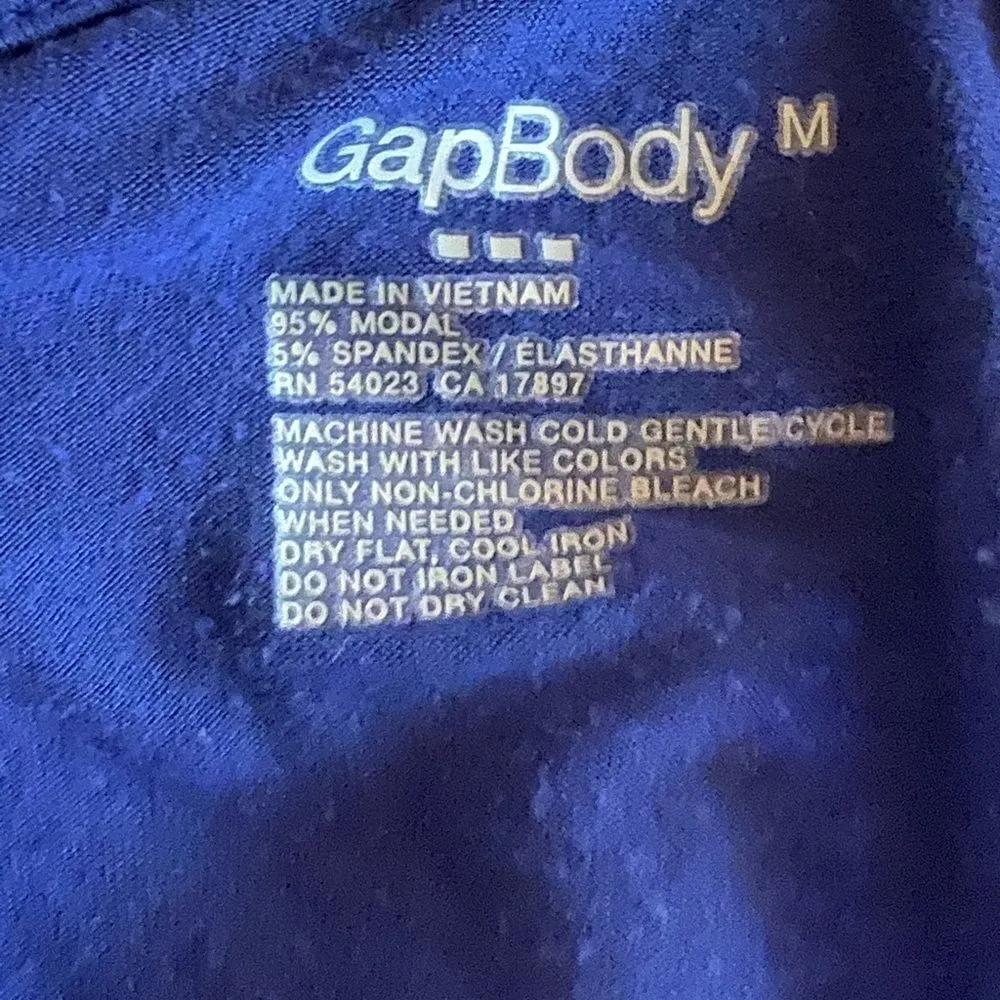 GapBody M
MADE IN VIETNAM
95% MODAL
5% SPANDEX / ÉLASTHANNE
RN 54023 CA 17897
MACHINE WASH COLD GENTLE CYCLE
WASH WITH LIKE COLORS
ONLY NON-CHLORINE BLEACH
WHEN NEEDED
DRY FLAT, COOL IRON
DO NOT IRON LABEL
DO NOT DRY CLEAN